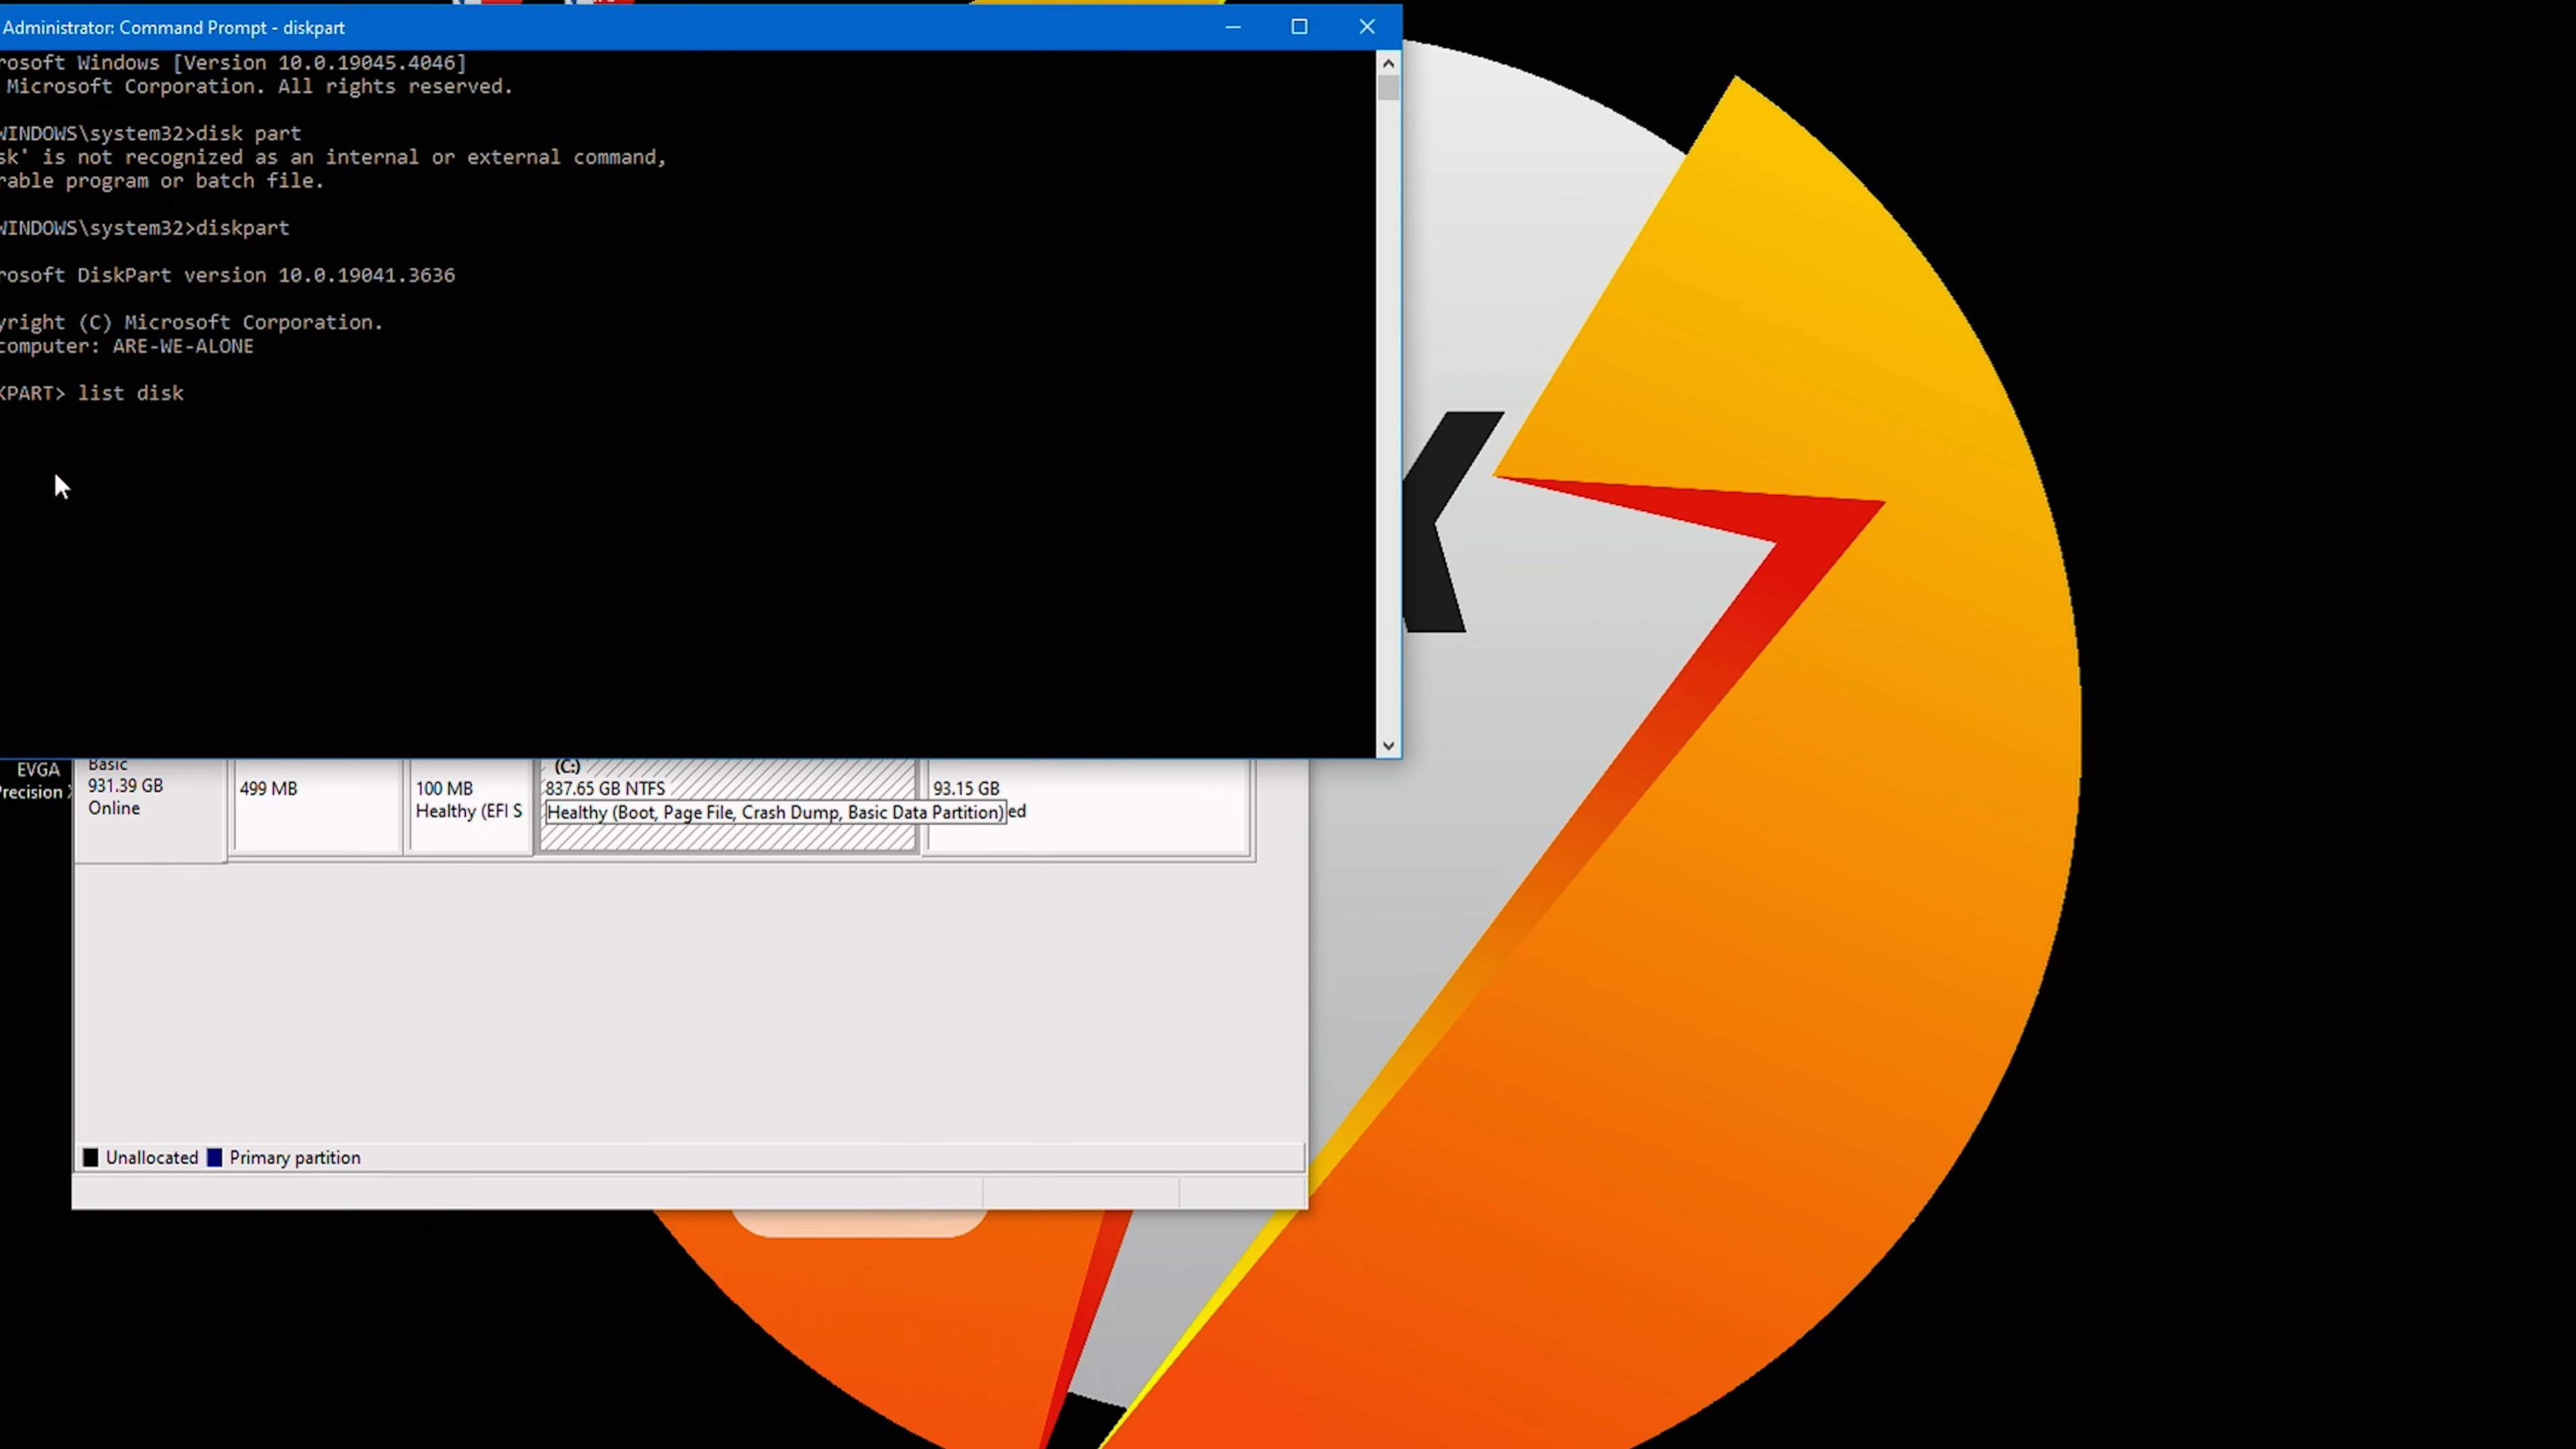 Administrator: Command Prompt - diskpart
rosoft Windows [Version 10.0.19045.4046]
Microsoft Corporation. All rights reserved.
WINDOWS\system32>disk part
sk' is not recognized as an internal or external command,
rable program or batch file.
WINDOWS\system32>diskpart
rosoft DiskPart version 10.0.19041.3636
yright (C) Microsoft Corporation.
computer: ARE-WE-ALONE
KPART> list disk
K
EVGA
Precision X
Basic
931.39 GB
Online
499 MB
100 MB
Healthy (EFI S
(C:)
837.65 GB NTFS
Healthy (Boot, Page File, Crash Dump, Basic Data Partition)
93.15 GB
ed
Unallocated
Primary partition